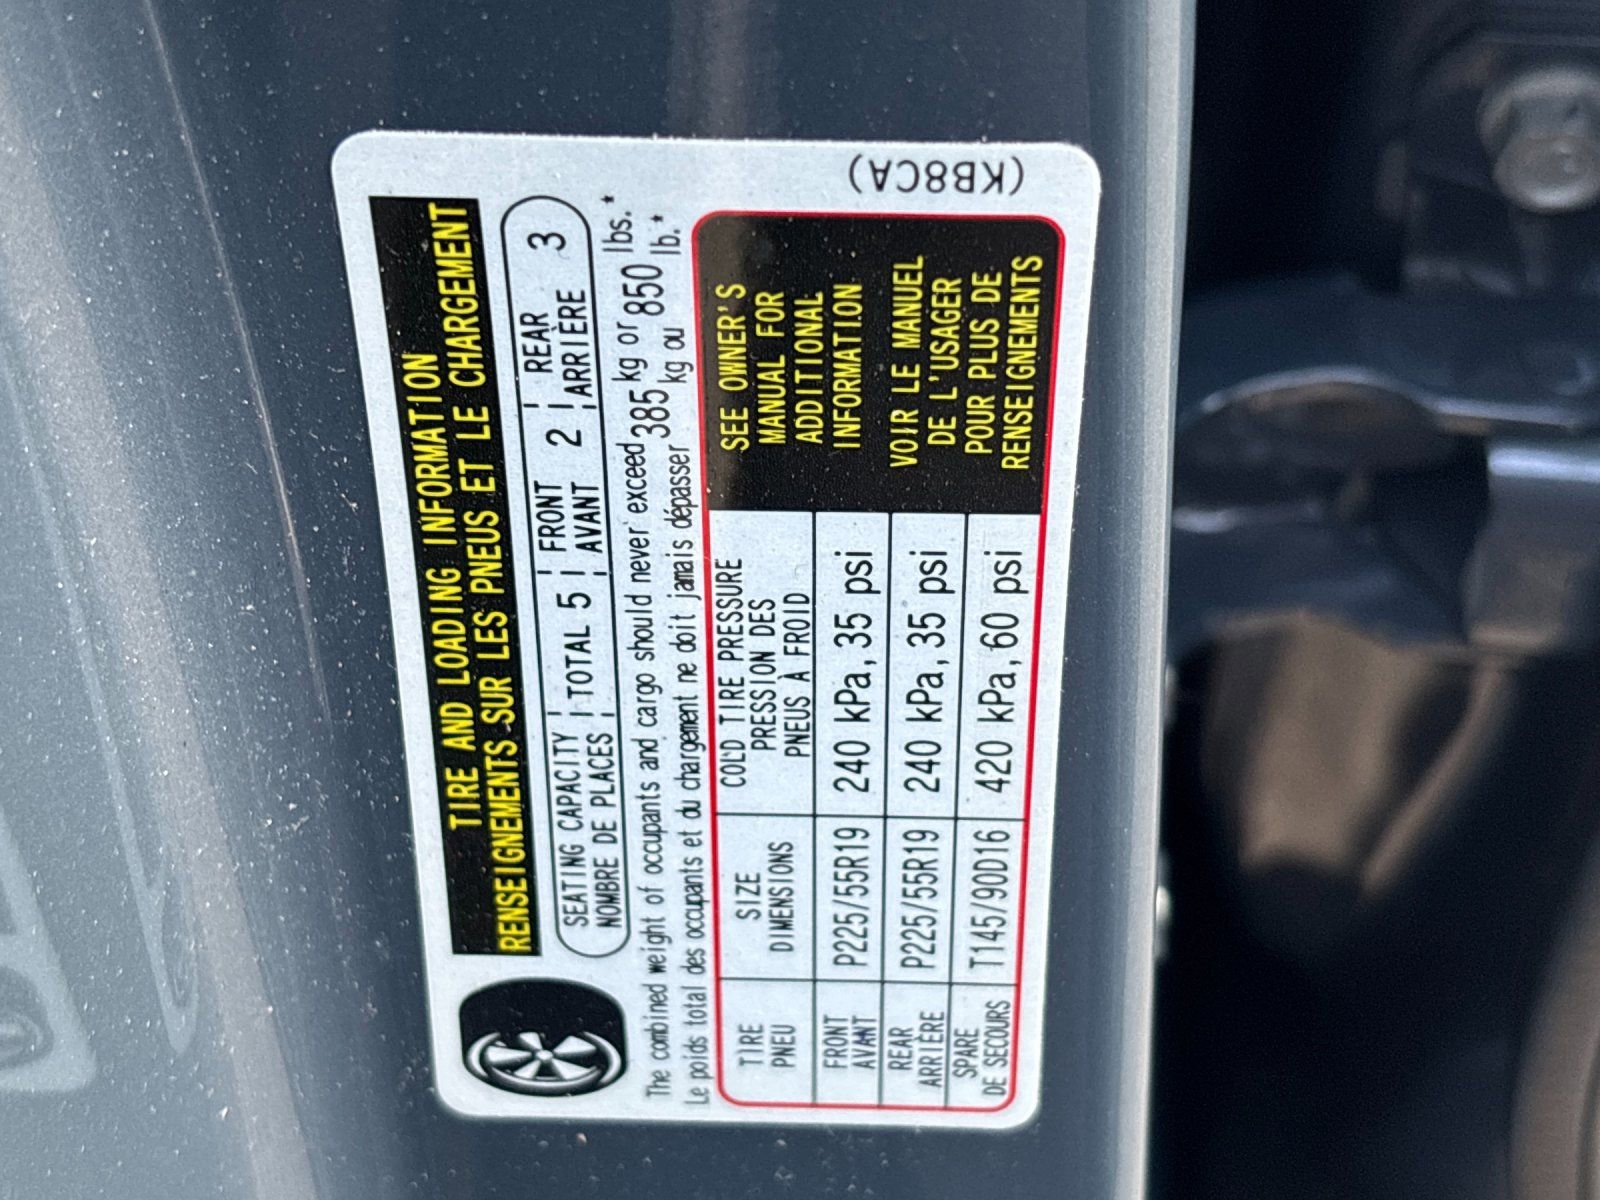 TIRE AND LOADING INFORMATION
RENSEIGNEMENTS SUR LES PNEUS ET LE CHARGEMENT
SEATING CAPACITY TOTAL 5 FRONT 2 REAR 3
NOMBRE DE PLACES AVANT ARRIÈRE
The combined weight of occupants and cargo should never exceed 385 kg or 850 lbs.*
Le poids total des occupants et du chargement ne doit jamais dépasser 385 kg ou 850 lb.*
TIRE SIZE COLD TIRE PRESSURE
PNEU DIMENSIONS PRESSION DES
PNEUS À FROID
FRONT P225/55R19 240 kPa, 35 psi
AVANT
REAR P225/55R19 240 kPa, 35 psi
ARRIÈRE
SPARE T145/90D16 420 kPa, 60 psi
DE SECOURS
SEE OWNER'S
MANUAL FOR
ADDITIONAL
INFORMATION
VOIR LE MANUEL
DE L'USAGER
POUR PLUS DE
RENSEIGNEMENTS
(KB8CA)